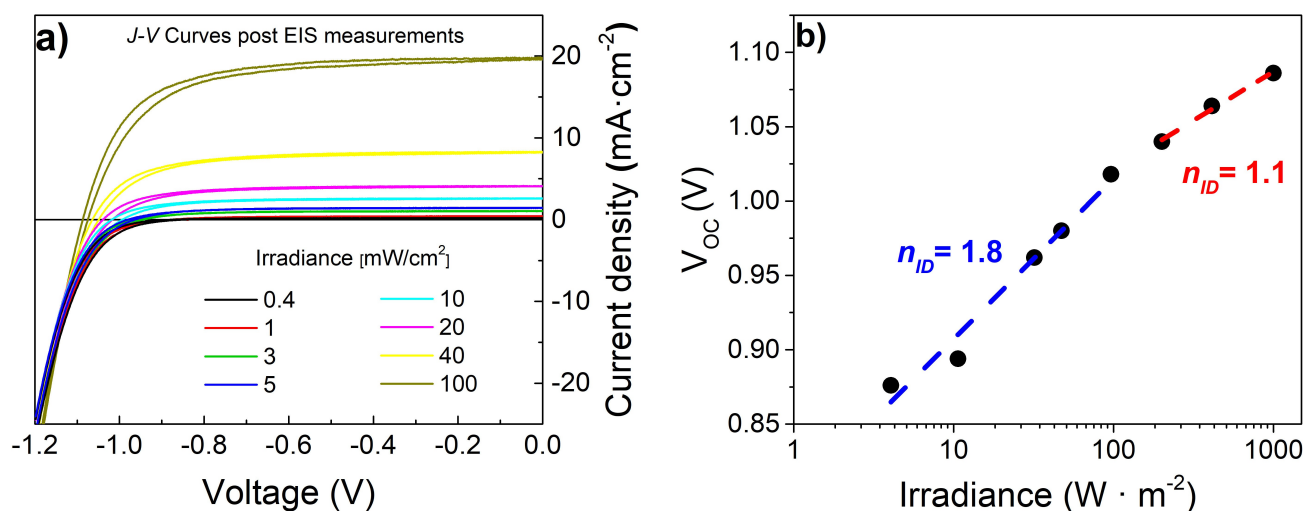 a)
J-V Curves post EIS measurements
Irradiance [mW/cm²]
0.4
1
3
5
10
20
40
100
20
10
0
-10
-20
Current density (mA·cm⁻²)
-1.2 -1.0 -0.8 -0.6 -0.4 -0.2 0.0
Voltage (V)
b)
1.10
1.05
1.00
0.95
0.90
0.85
V_OC (V)
n_ID = 1.8
n_ID = 1.1
1 10 100 1000
Irradiance (W · m⁻²)